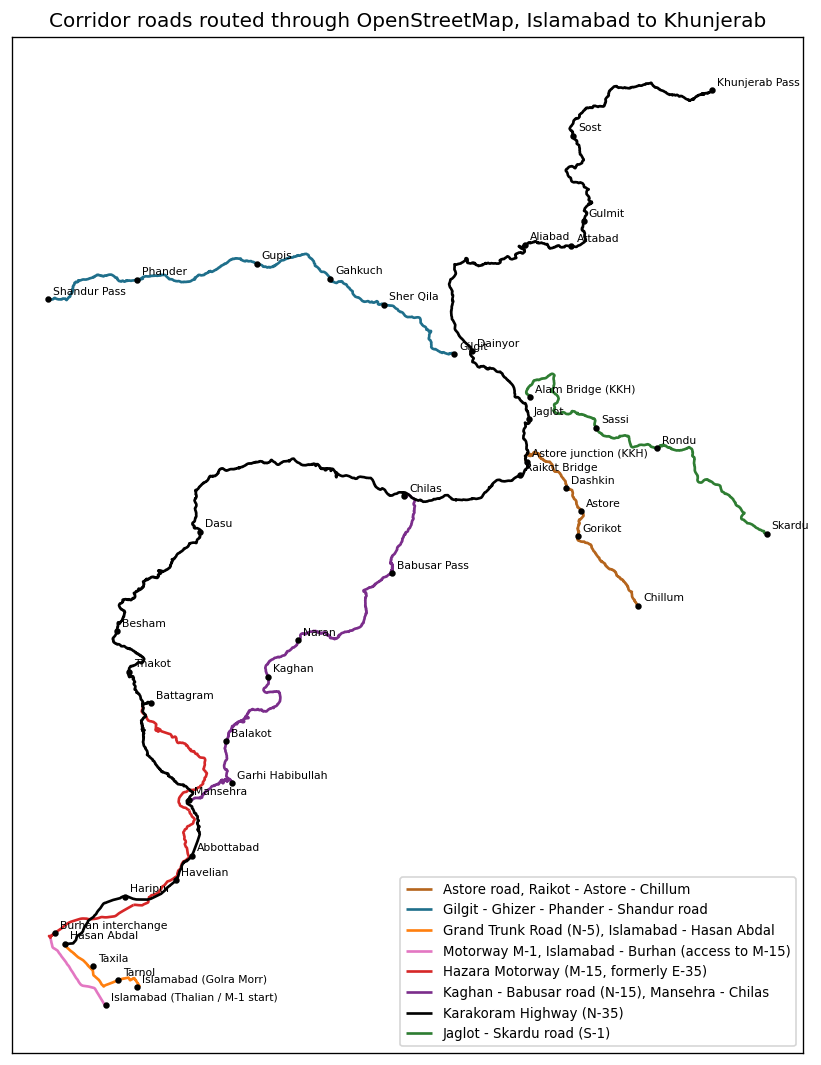 Corridor roads routed through OpenStreetMap, Islamabad to Khunjerab
Khunjerab Pass
Sost
Gulmit
Aliabad
Attabad
Gupis
Phander
Gahkuch
Shandur Pass
Sher Qila
Gilgit
Dainyor
Alam Bridge (KKH)
Jaglot
Sassi
Rondu
Astore junction (KKH)
Raikot Bridge
Dashkin
Chilas
Astore
Dasu
Gorikot
Skardu
Babusar Pass
Chillum
Besham
Naran
Thakot
Kaghan
Battagram
Balakot
Garhi Habibullah
Mansehra
Abbottabad
Havelian
Haripur
Burhan interchange
Hasan Abdal
Taxila
Tarnol
Islamabad (Golra Morr)
Islamabad (Thalian / M-1 start)
Astore road, Raikot - Astore - Chillum
Gilgit - Ghizer - Phander - Shandur road
Grand Trunk Road (N-5), Islamabad - Hasan Abdal
Motorway M-1, Islamabad - Burhan (access to M-15)
Hazara Motorway (M-15, formerly E-35)
Kaghan - Babusar road (N-15), Mansehra - Chilas
Karakoram Highway (N-35)
Jaglot - Skardu road (S-1)